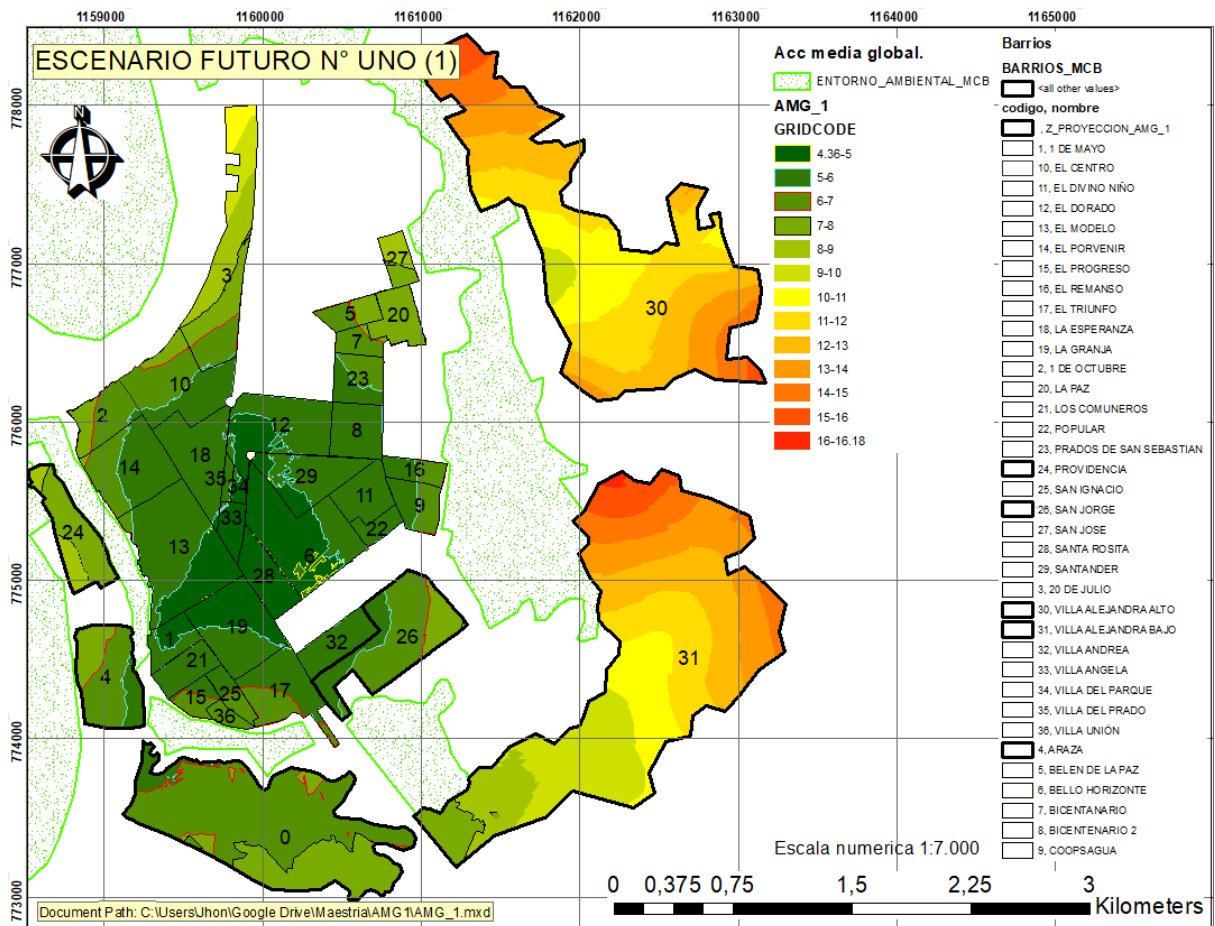 1159000 1160000 1161000 1162000 1163000 1164000 1165000
ESCENARIO FUTURO N° UNO (1)
N
778000
777000
776000
775000
774000
773000
3
27
5
20
7
10
23
2
12
8
14
18
35
29
16
34
11
9
33
22
24
13
6
28
1
19
32
26
21
4
15
25
17
36
0
30
31
Acc media global.
ENTORNO_AMBIENTAL_MCB
AMG_1
GRIDCODE
4.36-5
5-6
6-7
7-8
8-9
9-10
10-11
11-12
12-13
13-14
14-15
15-16
16-16.18
Barrios
BARRIOS_MCB
<all other values>
codigo, nombre
, Z_PROYECCION_AMG_1
1, 1 DE MAYO
10, EL CENTRO
11, EL DIVINO NIÑO
12, EL DORADO
13, EL MODELO
14, EL PORVENIR
15, EL PROGRESO
16, EL REMANSO
17, EL TRIUNFO
18, LA ESPERANZA
19, LA GRANJA
2, 1 DE OCTUBRE
20, LA PAZ
21, LOS COMUNEROS
22, POPULAR
23, PRADOS DE SAN SEBASTIAN
24, PROVIDENCIA
25, SAN IGNACIO
26, SAN JORGE
27, SAN JOSE
28, SANTA ROSITA
29, SANTANDER
3, 20 DE JULIO
30, VILLA ALEJANDRA ALTO
31, VILLA ALEJANDRA BAJO
32, VILLA ANDREA
33, VILLA ANGELA
34, VILLA DEL PARQUE
35, VILLA DEL PRADO
36, VILLA UNIÓN
4, ARAZA
5, BELEN DE LA PAZ
6, BELLO HORIZONTE
7, BICENTANARIO
8, BICENTENARIO 2
9, COOPSAGUA
Escala numerica 1:7.000
0 0,375 0,75 1,5 2,25 3
Kilometers
Document Path: C:\Users\Jhon\Google Drive\Maestria\AMG1\AMG_1.mxd